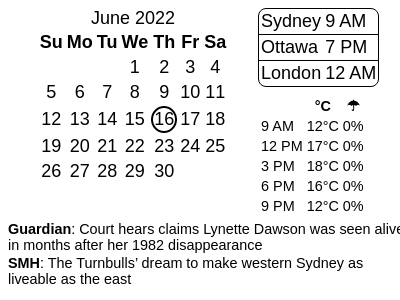 June 2022
Su Mo Tu We Th Fr Sa
1 2 3 4
5 6 7 8 9 10 11
12 13 14 15 16 17 18
19 20 21 22 23 24 25
26 27 28 29 30
Sydney 9 AM
Ottawa 7 PM
London 12 AM
°C ☂
9 AM 12°C 0%
12 PM 17°C 0%
3 PM 18°C 0%
6 PM 16°C 0%
9 PM 12°C 0%
Guardian: Court hears claims Lynette Dawson was seen alive
in months after her 1982 disappearance
SMH: The Turnbulls’ dream to make western Sydney as
liveable as the east